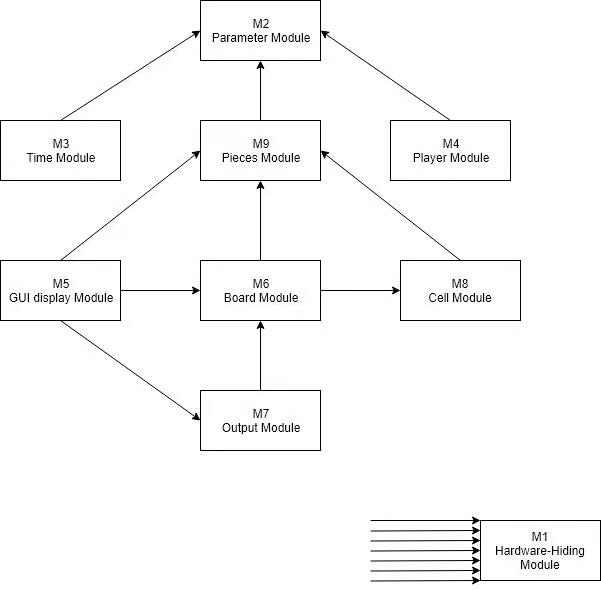 M2
Parameter Module
M3
Time Module
M9
Pieces Module
M4
Player Module
M5
GUI display Module
M6
Board Module
M8
Cell Module
M7
Output Module
M1
Hardware-Hiding
Module